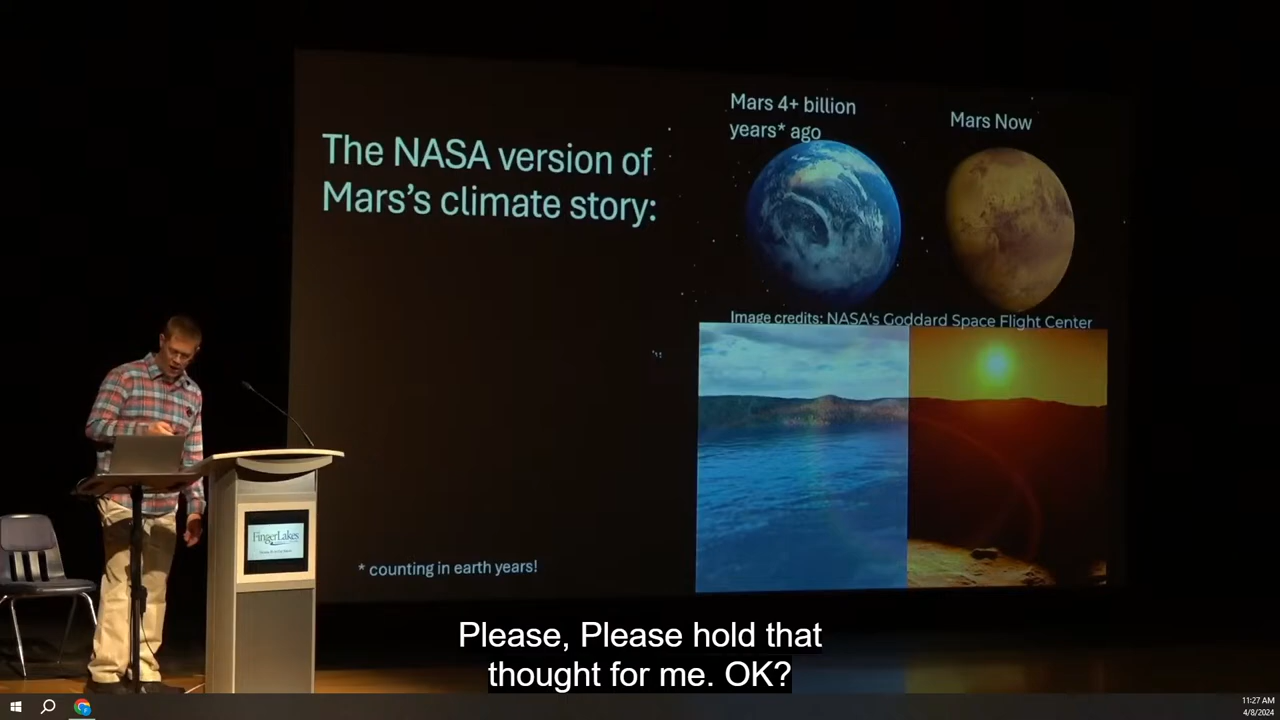 The NASA version of
Mars's climate story:
Mars 4+ billion
years* ago
Mars Now
Image credits: NASA's Goddard Space Flight Center
* counting in earth years!
FingerLakes
Please, Please hold that
thought for me. OK?
11:27 AM
4/8/2024